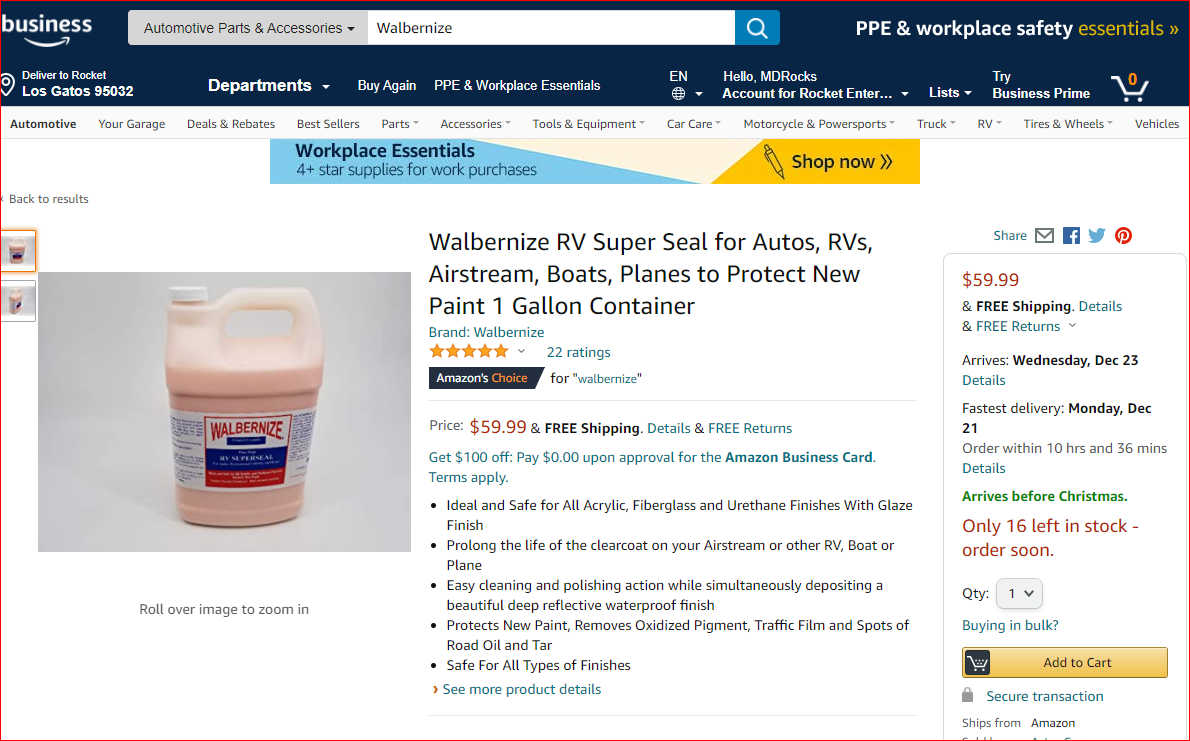 business
Automotive Parts & Accessories
Walbernize
PPE & workplace safety essentials »
Deliver to Rocket
Los Gatos 95032
Departments
Buy Again
PPE & Workplace Essentials
EN
Hello, MDRocks
Account for Rocket Enter...
Lists
Try
Business Prime
0
Automotive
Your Garage
Deals & Rebates
Best Sellers
Parts
Accessories
Tools & Equipment
Car Care
Motorcycle & Powersports
Truck
RV
Tires & Wheels
Vehicles
Workplace Essentials
4+ star supplies for work purchases
Shop now »
‹ Back to results
WALBERNIZE
RV SUPERSEAL
Roll over image to zoom in
Walbernize RV Super Seal for Autos, RVs,
Airstream, Boats, Planes to Protect New
Paint 1 Gallon Container
Brand: Walbernize
22 ratings
Amazon's Choice for "walbernize"
Price: $59.99 & FREE Shipping. Details & FREE Returns
Get $100 off: Pay $0.00 upon approval for the Amazon Business Card.
Terms apply.
• Ideal and Safe for All Acrylic, Fiberglass and Urethane Finishes With Glaze
Finish
• Prolong the life of the clearcoat on your Airstream or other RV, Boat or
Plane
• Easy cleaning and polishing action while simultaneously depositing a
beautiful deep reflective waterproof finish
• Protects New Paint, Removes Oxidized Pigment, Traffic Film and Spots of
Road Oil and Tar
• Safe For All Types of Finishes
› See more product details
Share
$59.99
& FREE Shipping. Details
& FREE Returns
Arrives: Wednesday, Dec 23
Details
Fastest delivery: Monday, Dec
21
Order within 10 hrs and 36 mins
Details
Arrives before Christmas.
Only 16 left in stock -
order soon.
Qty: 1
Buying in bulk?
Add to Cart
Secure transaction
Ships from Amazon